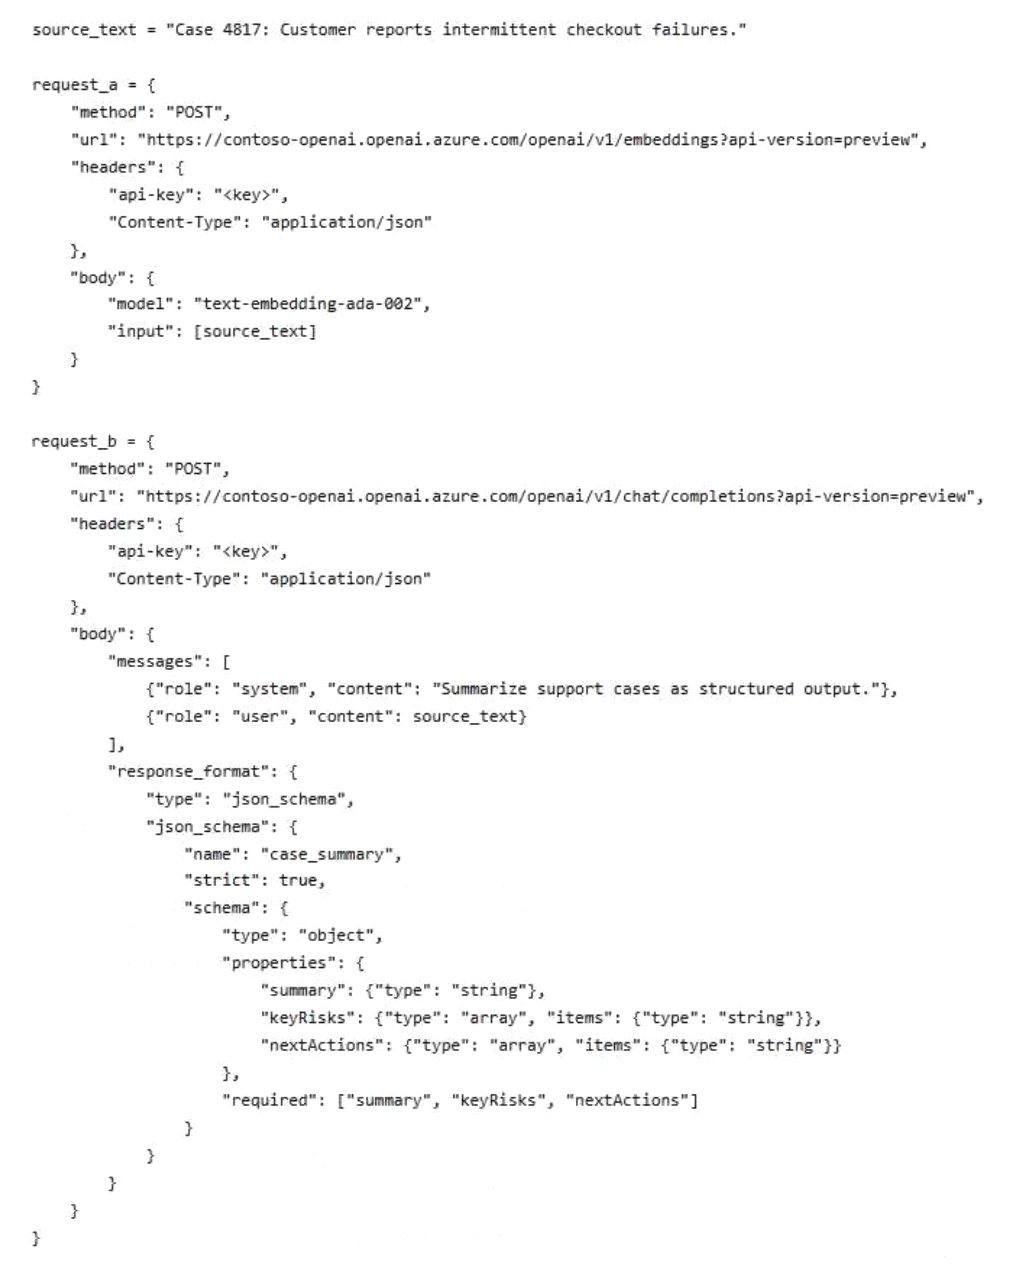 source_text = "Case 4817: Customer reports intermittent checkout failures."
request_a = {
"method": "POST",
"url": "https://contoso-openai.openai.azure.com/openai/v1/embeddings?api-version=preview",
"headers": {
"api-key": "<key>",
"Content-Type": "application/json"
},
"body": {
"model": "text-embedding-ada-002",
"input": [source_text]
}
}
request_b = {
"method": "POST",
"url": "https://contoso-openai.openai.azure.com/openai/v1/chat/completions?api-version=preview",
"headers": {
"api-key": "<key>",
"Content-Type": "application/json"
},
"body": {
"messages": [
{"role": "system", "content": "Summarize support cases as structured output."},
{"role": "user", "content": source_text}
],
"response_format": {
"type": "json_schema",
"json_schema": {
"name": "case_summary",
"strict": true,
"schema": {
"type": "object",
"properties": {
"summary": {"type": "string"},
"keyRisks": {"type": "array", "items": {"type": "string"}},
"nextActions": {"type": "array", "items": {"type": "string"}}
},
"required": ["summary", "keyRisks", "nextActions"]
}
}
}
}
}